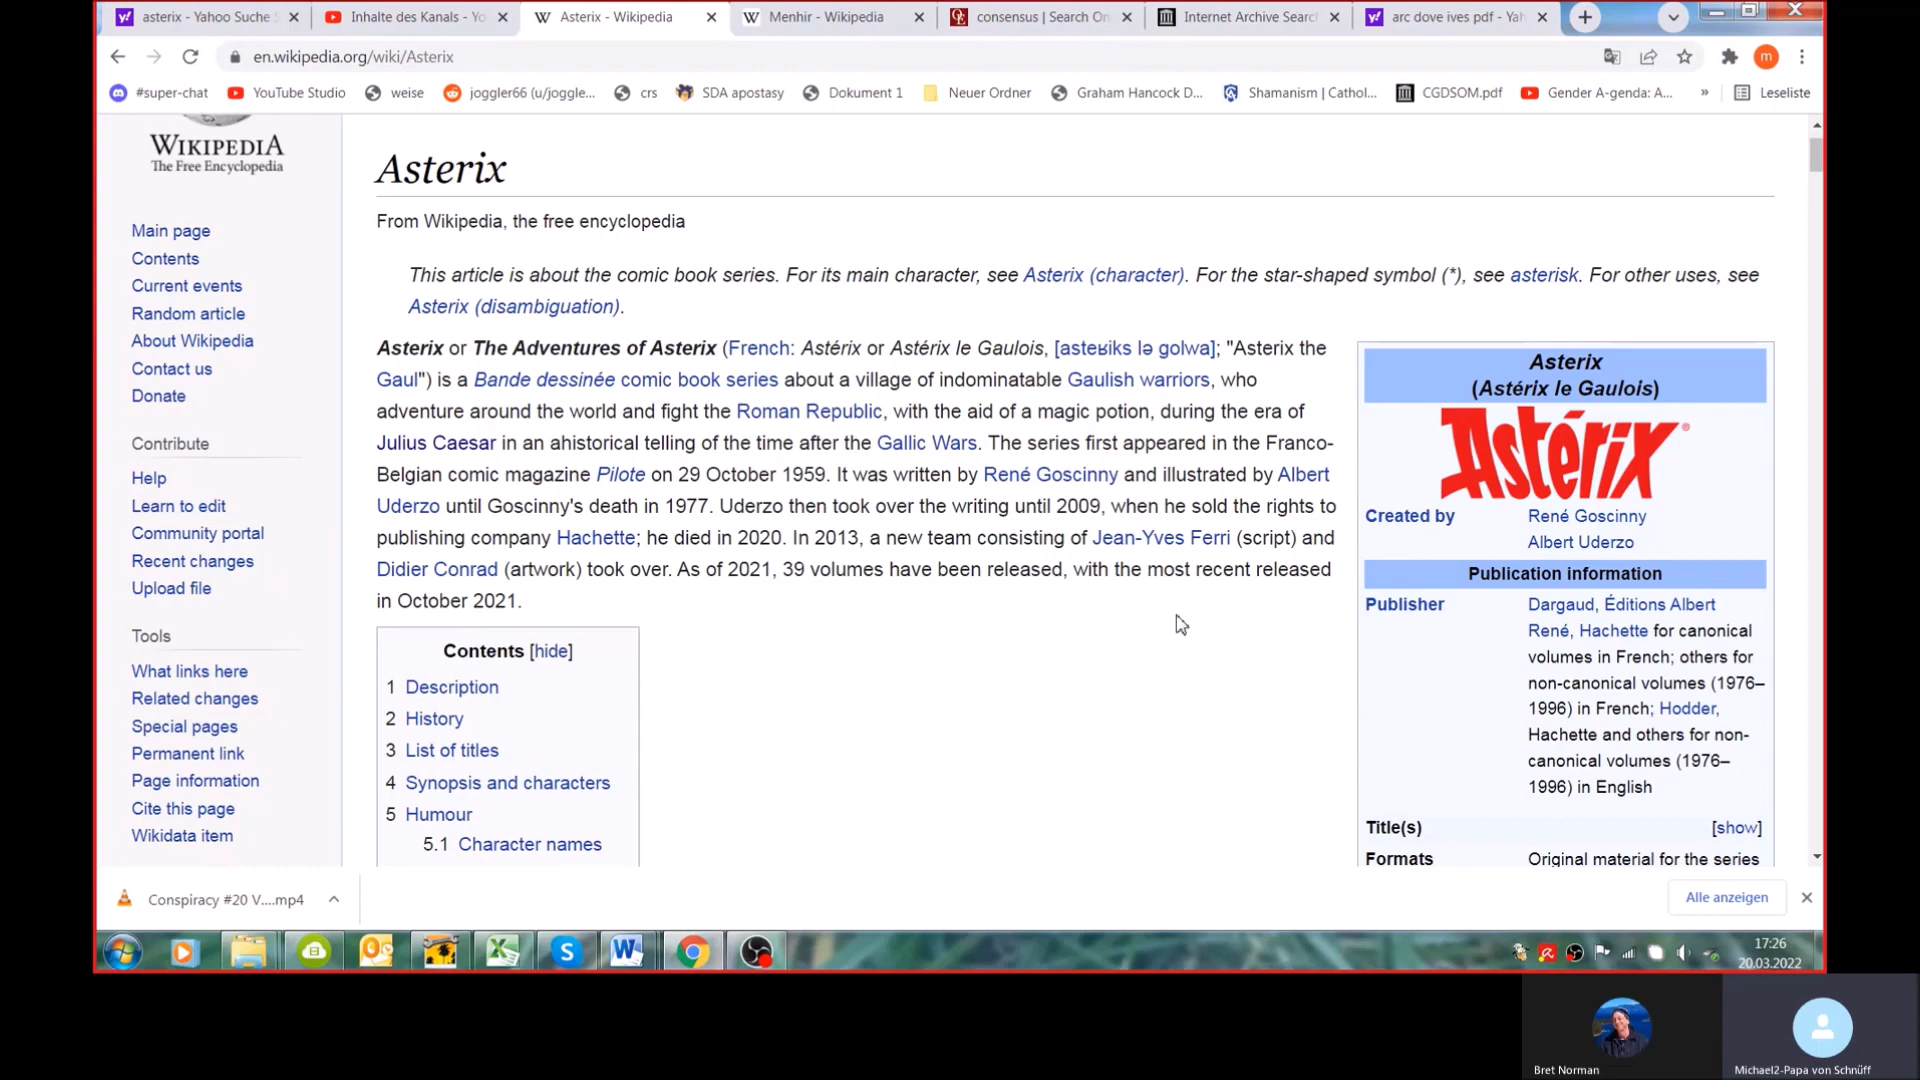 asterix - Yahoo Suche
Inhalte des Kanals - Yo
Asterix - Wikipedia
Menhir - Wikipedia
consensus | Search On
Internet Archive Searc
arc dove ives pdf - Yah
en.wikipedia.org/wiki/Asterix
m
#super-chat
YouTube Studio
weise
joggler66 (u/joggle...
crs
SDA apostasy
Dokument 1
Neuer Ordner
Graham Hancock D...
Shamanism | Cathol...
CGDSOM.pdf
Gender A-genda: A...
»
Leseliste
WIKIPEDIA
The Free Encyclopedia
Main page
Contents
Current events
Random article
About Wikipedia
Contact us
Donate
Contribute
Help
Learn to edit
Community portal
Recent changes
Upload file
Tools
What links here
Related changes
Special pages
Permanent link
Page information
Cite this page
Wikidata item
Asterix
From Wikipedia, the free encyclopedia
This article is about the comic book series. For its main character, see Asterix (character). For the star-shaped symbol (*), see asterisk. For other uses, see
Asterix (disambiguation).
Asterix or The Adventures of Asterix (French: Astérix or Astérix le Gaulois, [asteʁiks lə golwa]; "Asterix the
Gaul") is a Bande dessinée comic book series about a village of indominatable Gaulish warriors, who
adventure around the world and fight the Roman Republic, with the aid of a magic potion, during the era of
Julius Caesar in an ahistorical telling of the time after the Gallic Wars. The series first appeared in the Franco-
Belgian comic magazine Pilote on 29 October 1959. It was written by René Goscinny and illustrated by Albert
Uderzo until Goscinny's death in 1977. Uderzo then took over the writing until 2009, when he sold the rights to
publishing company Hachette; he died in 2020. In 2013, a new team consisting of Jean-Yves Ferri (script) and
Didier Conrad (artwork) took over. As of 2021, 39 volumes have been released, with the most recent released
in October 2021.
Contents [hide]
1 Description
2 History
3 List of titles
4 Synopsis and characters
5 Humour
5.1 Character names
Asterix
(Astérix le Gaulois)
Astérix®
Created by René Goscinny
Albert Uderzo
Publication information
Publisher Dargaud, Éditions Albert
René, Hachette for canonical
volumes in French; others for
non-canonical volumes (1976–
1996) in French; Hodder,
Hachette and others for non-
canonical volumes (1976–
1996) in English
Title(s) [show]
Formats Original material for the series
Conspiracy #20 V....mp4
Alle anzeigen
17:26
20.03.2022
Bret Norman
Michael2-Papa von Schnüff